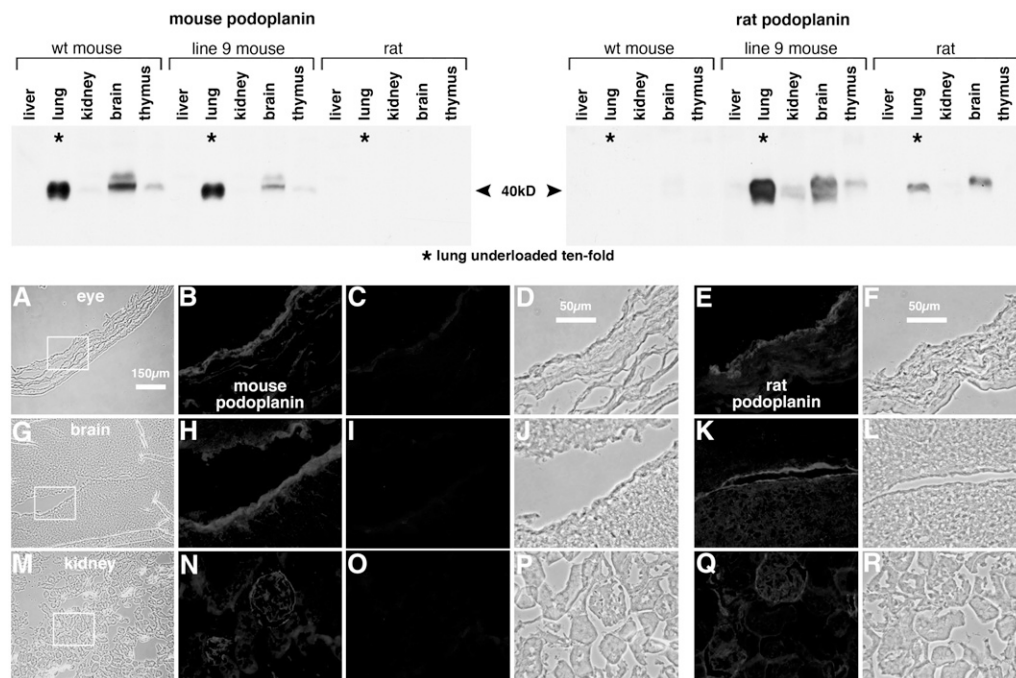 mouse podoplanin
wt mouse line 9 mouse rat
liver lung kidney brain thymus liver lung kidney brain thymus liver lung kidney brain thymus
* * *
rat podoplanin
wt mouse line 9 mouse rat
liver lung kidney brain thymus liver lung kidney brain thymus liver lung kidney brain thymus
* * *
40kD
* lung underloaded ten-fold
A eye B C D E F
150µm 50µm 50µm
mouse podoplanin
rat podoplanin
G brain H I J K L
M kidney N O P Q R